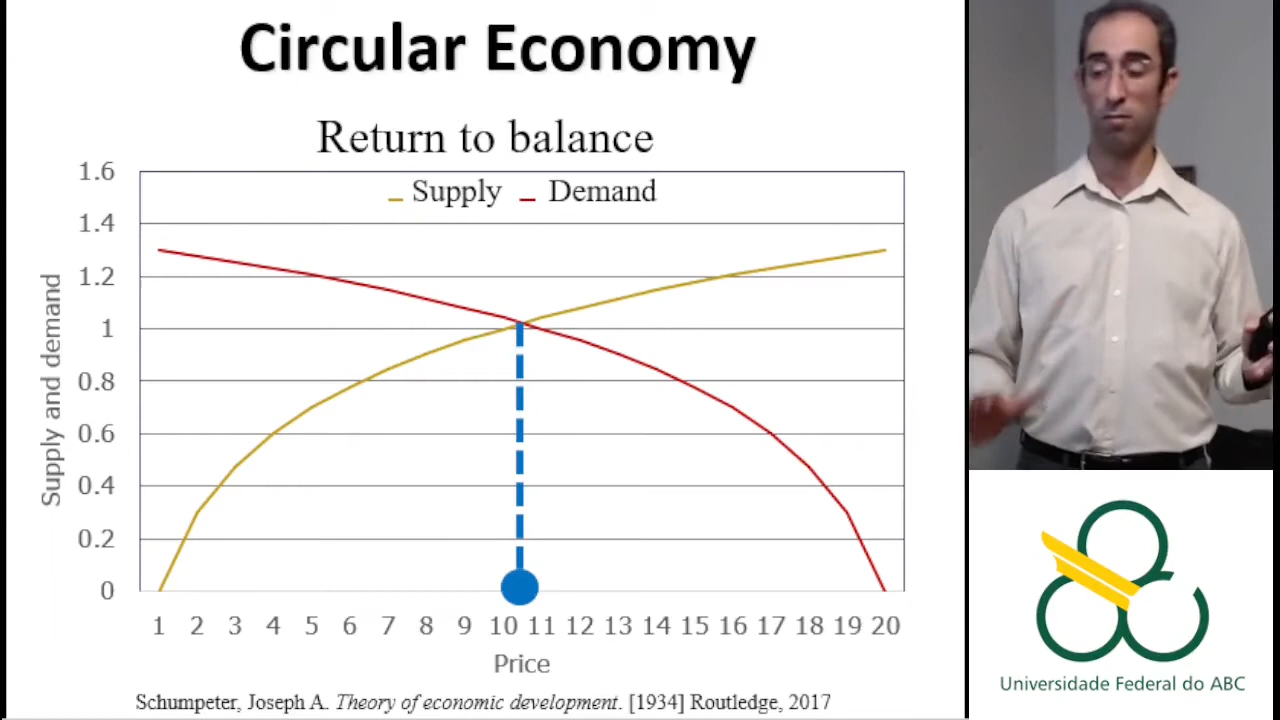 Circular Economy
Return to balance
Supply Demand
1.6
1.4
1.2
1
0.8
0.6
0.4
0.2
0
Supply and demand
1 2 3 4 5 6 7 8 9 10 11 12 13 14 15 16 17 18 19 20
Price
Schumpeter, Joseph A. Theory of economic development. [1934] Routledge, 2017
Universidade Federal do ABC